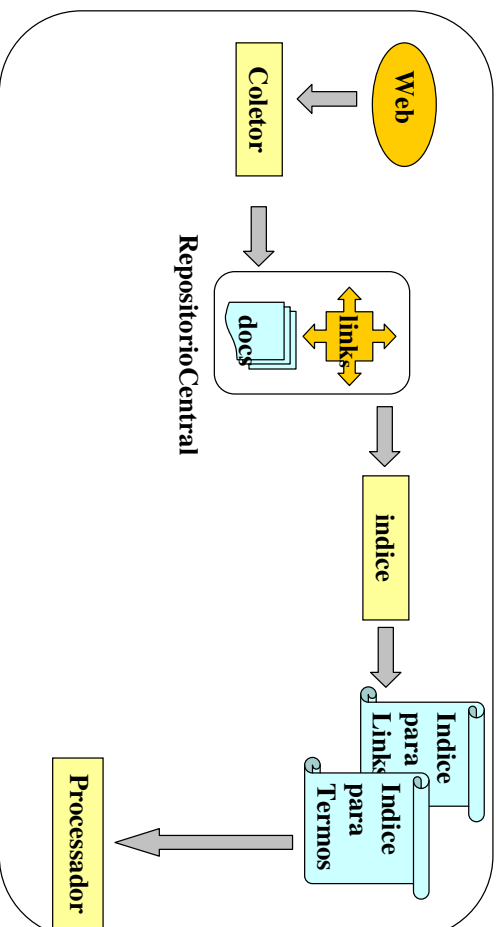 Web
Coletor
links
docs
RepositorioCentral
indice
Indice
para
Links
Indice
para
Termos
Processador